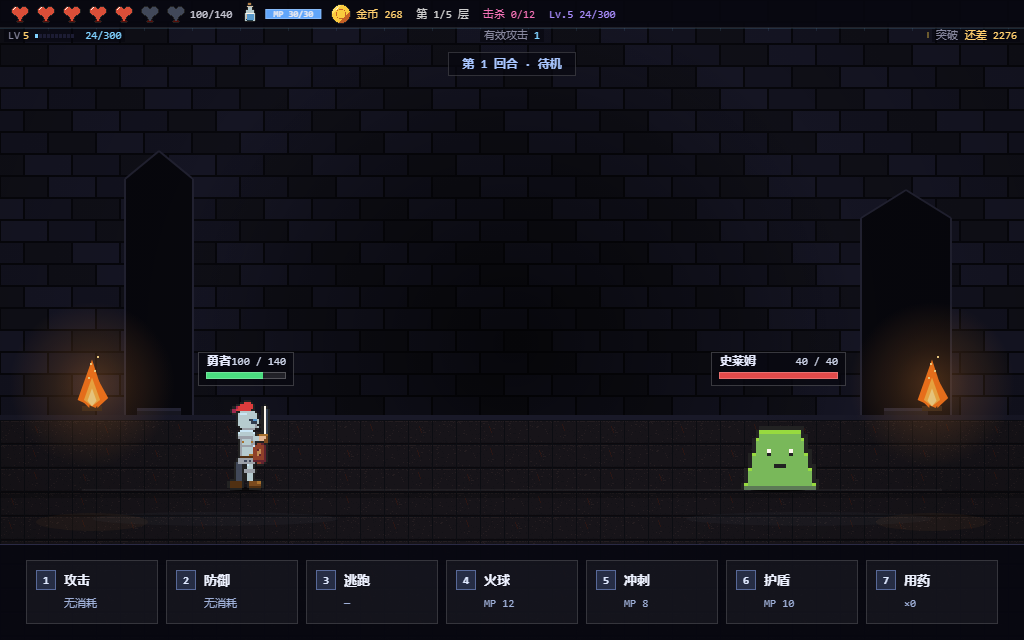 100/140 MP 30/30 金币 268 第 1/5 层 击杀 0/12 Lv.5 24/300
LV 5 24/300 有效攻击 1 突破 还差 2276
第 1 回合 · 待机
勇者 100 / 140
史莱姆 40 / 40
1 攻击
无消耗
2 防御
无消耗
3 逃跑
—
4 火球
MP 12
5 冲刺
MP 8
6 护盾
MP 10
7 用药
×0